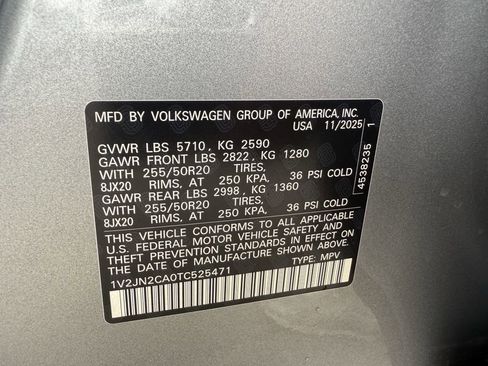 MFD BY VOLKSWAGEN GROUP OF AMERICA, INC.
USA 11/2025
GVWR LBS 5710, KG 2590
GAWR FRONT LBS 2822, KG 1280
WITH 255/50R20 TIRES,
8JX20 RIMS, AT 250 KPA, 36 PSI COLD
GAWR REAR LBS 2998, KG 1360
WITH 255/50R20 TIRES,
8JX20 RIMS, AT 250 KPA, 36 PSI COLD
THIS VEHICLE CONFORMS TO ALL APPLICABLE
U.S. FEDERAL MOTOR VEHICLE SAFETY AND
THEFT PREVENTION STANDARDS IN EFFECT ON
THE DATE OF MANUFACTURE SHOWN ABOVE.
1V2JN2CA0TC525471 TYPE: MPV
4538235 1